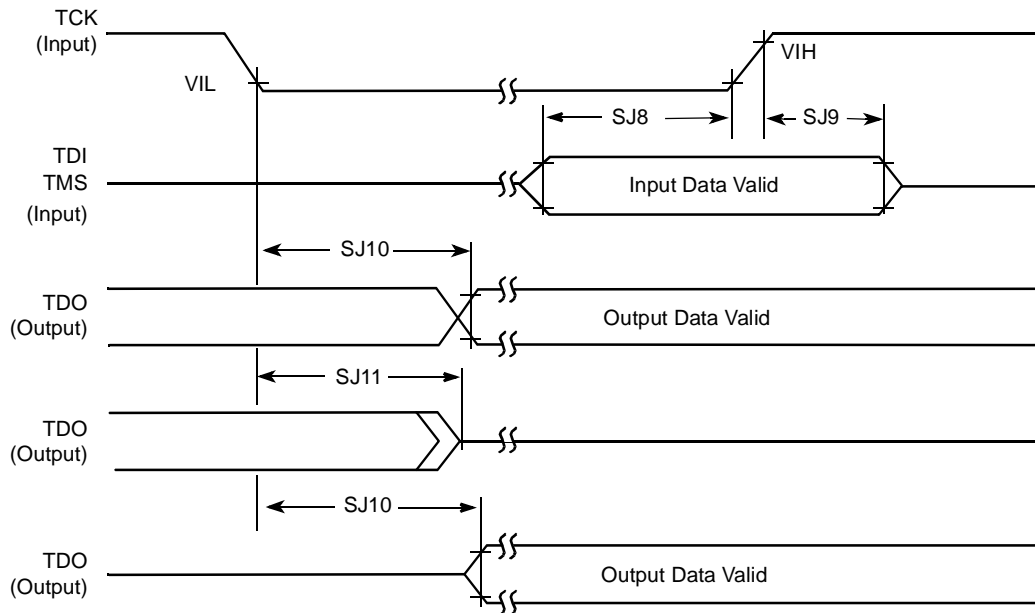 TCK
(Input)
VIH
VIL
SJ8
SJ9
TDI
TMS
(Input)
Input Data Valid
SJ10
TDO
(Output)
Output Data Valid
SJ11
TDO
(Output)
SJ10
TDO
(Output)
Output Data Valid